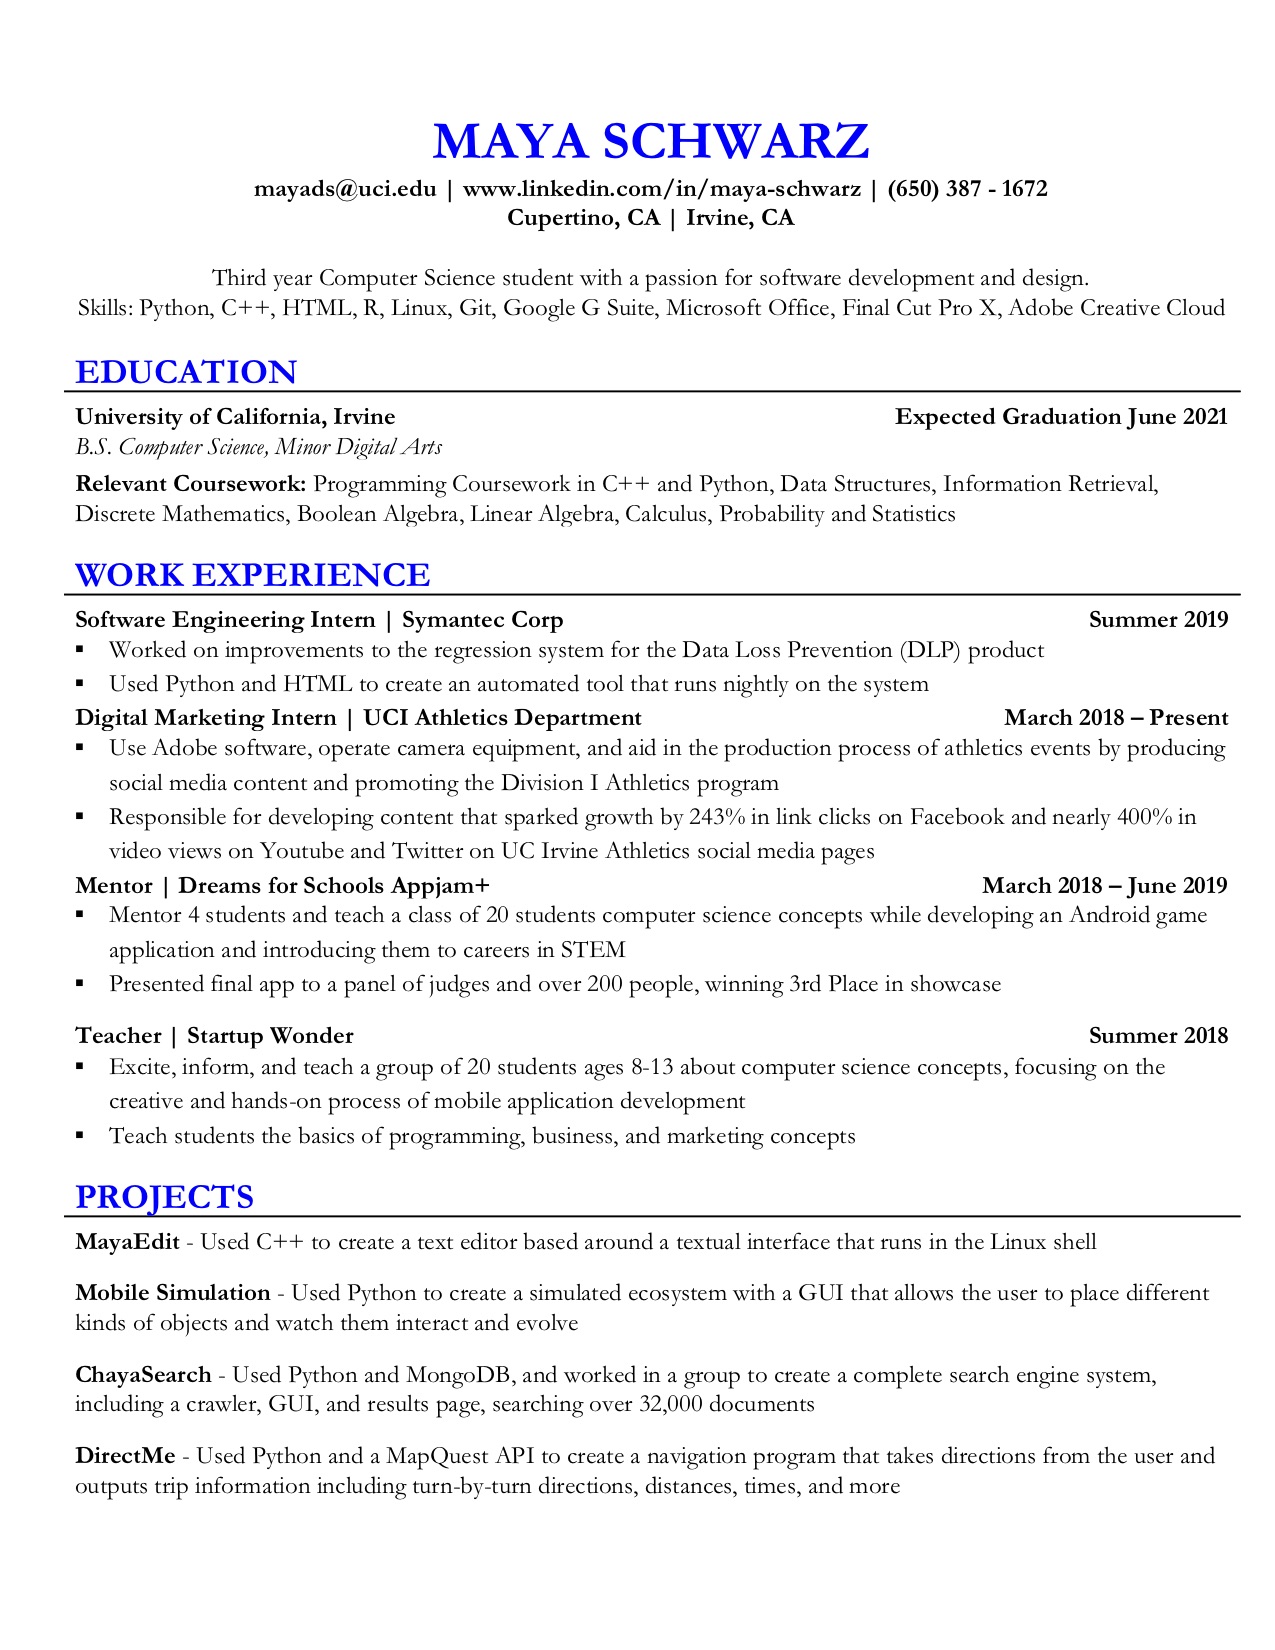 MAYA SCHWARZ
mayads@uci.edu | www.linkedin.com/in/maya-schwarz | (650) 387 - 1672
Cupertino, CA | Irvine, CA
Third year Computer Science student with a passion for software development and design.
Skills: Python, C++, HTML, R, Linux, Git, Google G Suite, Microsoft Office, Final Cut Pro X, Adobe Creative Cloud
EDUCATION
University of California, Irvine Expected Graduation June 2021
B.S. Computer Science, Minor Digital Arts
Relevant Coursework: Programming Coursework in C++ and Python, Data Structures, Information Retrieval,
Discrete Mathematics, Boolean Algebra, Linear Algebra, Calculus, Probability and Statistics
WORK EXPERIENCE
Software Engineering Intern | Symantec Corp Summer 2019
▪ Worked on improvements to the regression system for the Data Loss Prevention (DLP) product
▪ Used Python and HTML to create an automated tool that runs nightly on the system
Digital Marketing Intern | UCI Athletics Department March 2018 – Present
▪ Use Adobe software, operate camera equipment, and aid in the production process of athletics events by producing
social media content and promoting the Division I Athletics program
▪ Responsible for developing content that sparked growth by 243% in link clicks on Facebook and nearly 400% in
video views on Youtube and Twitter on UC Irvine Athletics social media pages
Mentor | Dreams for Schools Appjam+ March 2018 – June 2019
▪ Mentor 4 students and teach a class of 20 students computer science concepts while developing an Android game
application and introducing them to careers in STEM
▪ Presented final app to a panel of judges and over 200 people, winning 3rd Place in showcase
Teacher | Startup Wonder Summer 2018
▪ Excite, inform, and teach a group of 20 students ages 8-13 about computer science concepts, focusing on the
creative and hands-on process of mobile application development
▪ Teach students the basics of programming, business, and marketing concepts
PROJECTS
MayaEdit - Used C++ to create a text editor based around a textual interface that runs in the Linux shell
Mobile Simulation - Used Python to create a simulated ecosystem with a GUI that allows the user to place different
kinds of objects and watch them interact and evolve
ChayaSearch - Used Python and MongoDB, and worked in a group to create a complete search engine system,
including a crawler, GUI, and results page, searching over 32,000 documents
DirectMe - Used Python and a MapQuest API to create a navigation program that takes directions from the user and
outputs trip information including turn-by-turn directions, distances, times, and more